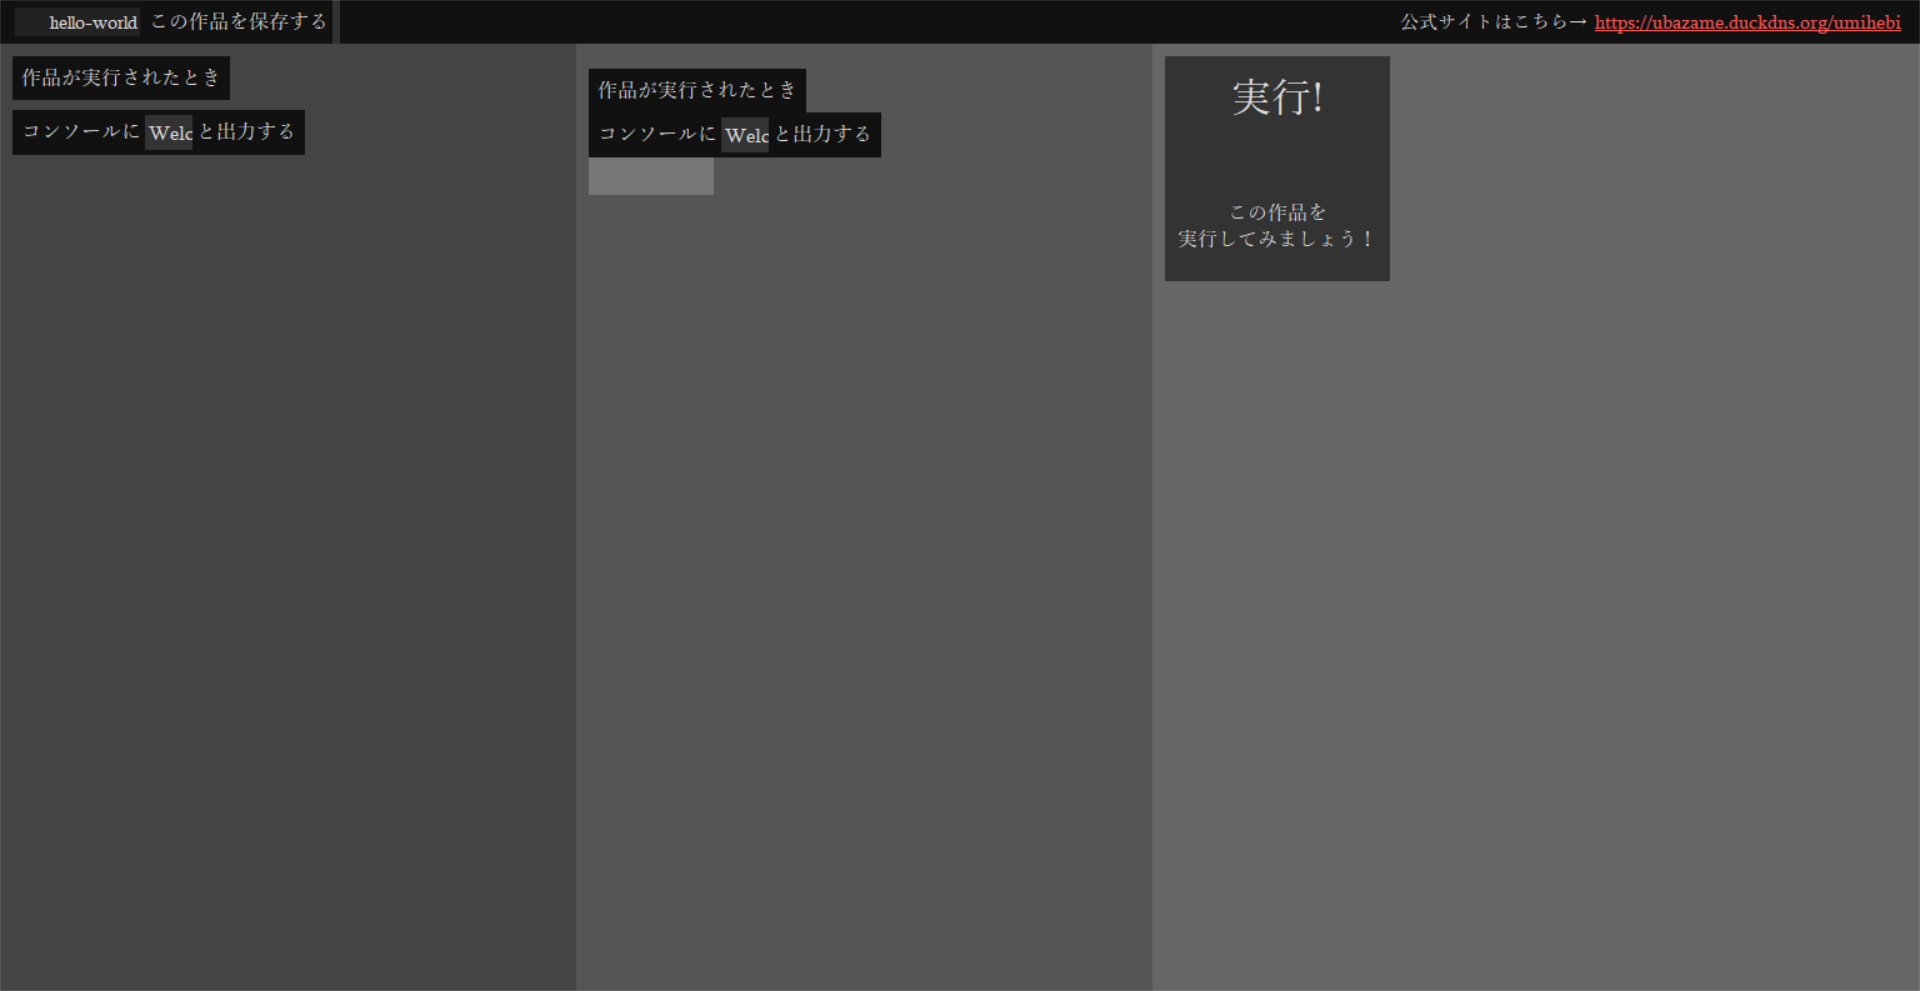 hello-world この作品を保存する
公式サイトはこちら→ https://ubazame.duckdns.org/umihebi
作品が実行されたとき
コンソールに Welc と出力する
作品が実行されたとき
コンソールに Welc と出力する
実行!
この作品を
実行してみましょう！